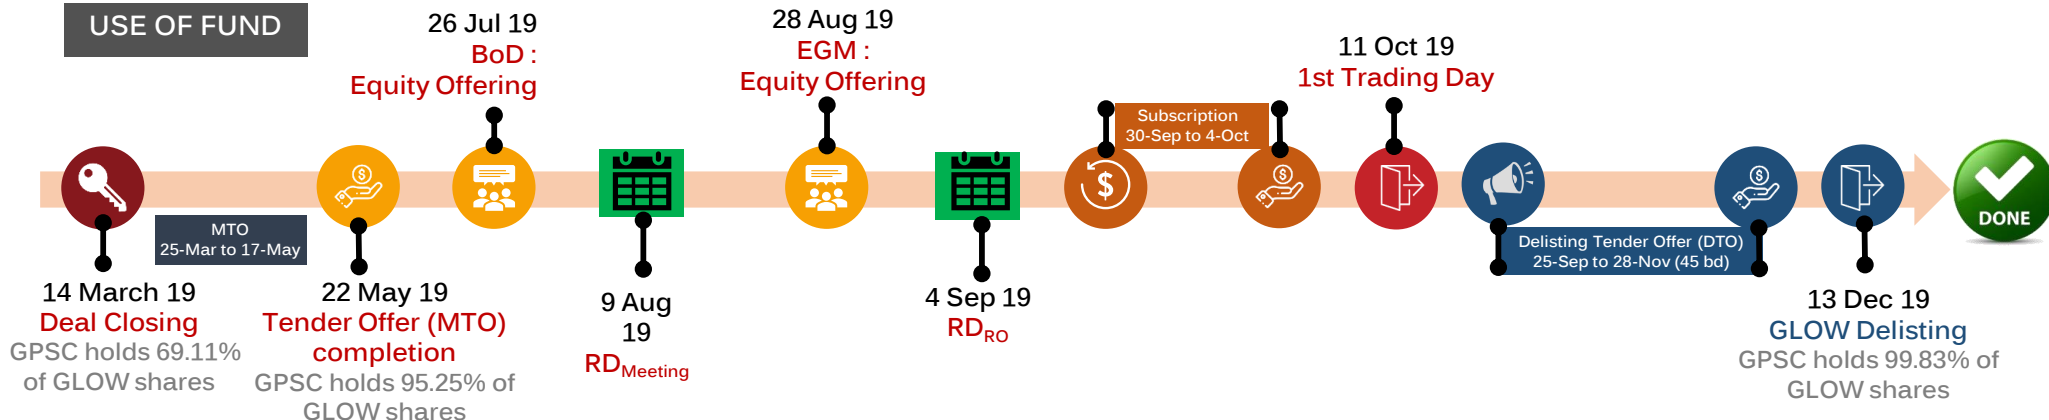 USE OF FUND
26 Jul 19
BoD :
Equity Offering
28 Aug 19
EGM :
Equity Offering
11 Oct 19
1st Trading Day
Subscription
30-Sep to 4-Oct
$
$
$
$
DONE
MTO
25-Mar to 17-May
Delisting Tender Offer (DTO)
25-Sep to 28-Nov (45 bd)
14 March 19
Deal Closing
GPSC holds 69.11%
of GLOW shares
22 May 19
Tender Offer (MTO)
completion
GPSC holds 95.25% of
GLOW shares
9 Aug
19
RDMeeting
4 Sep 19
RDRO
13 Dec 19
GLOW Delisting
GPSC holds 99.83% of
GLOW shares